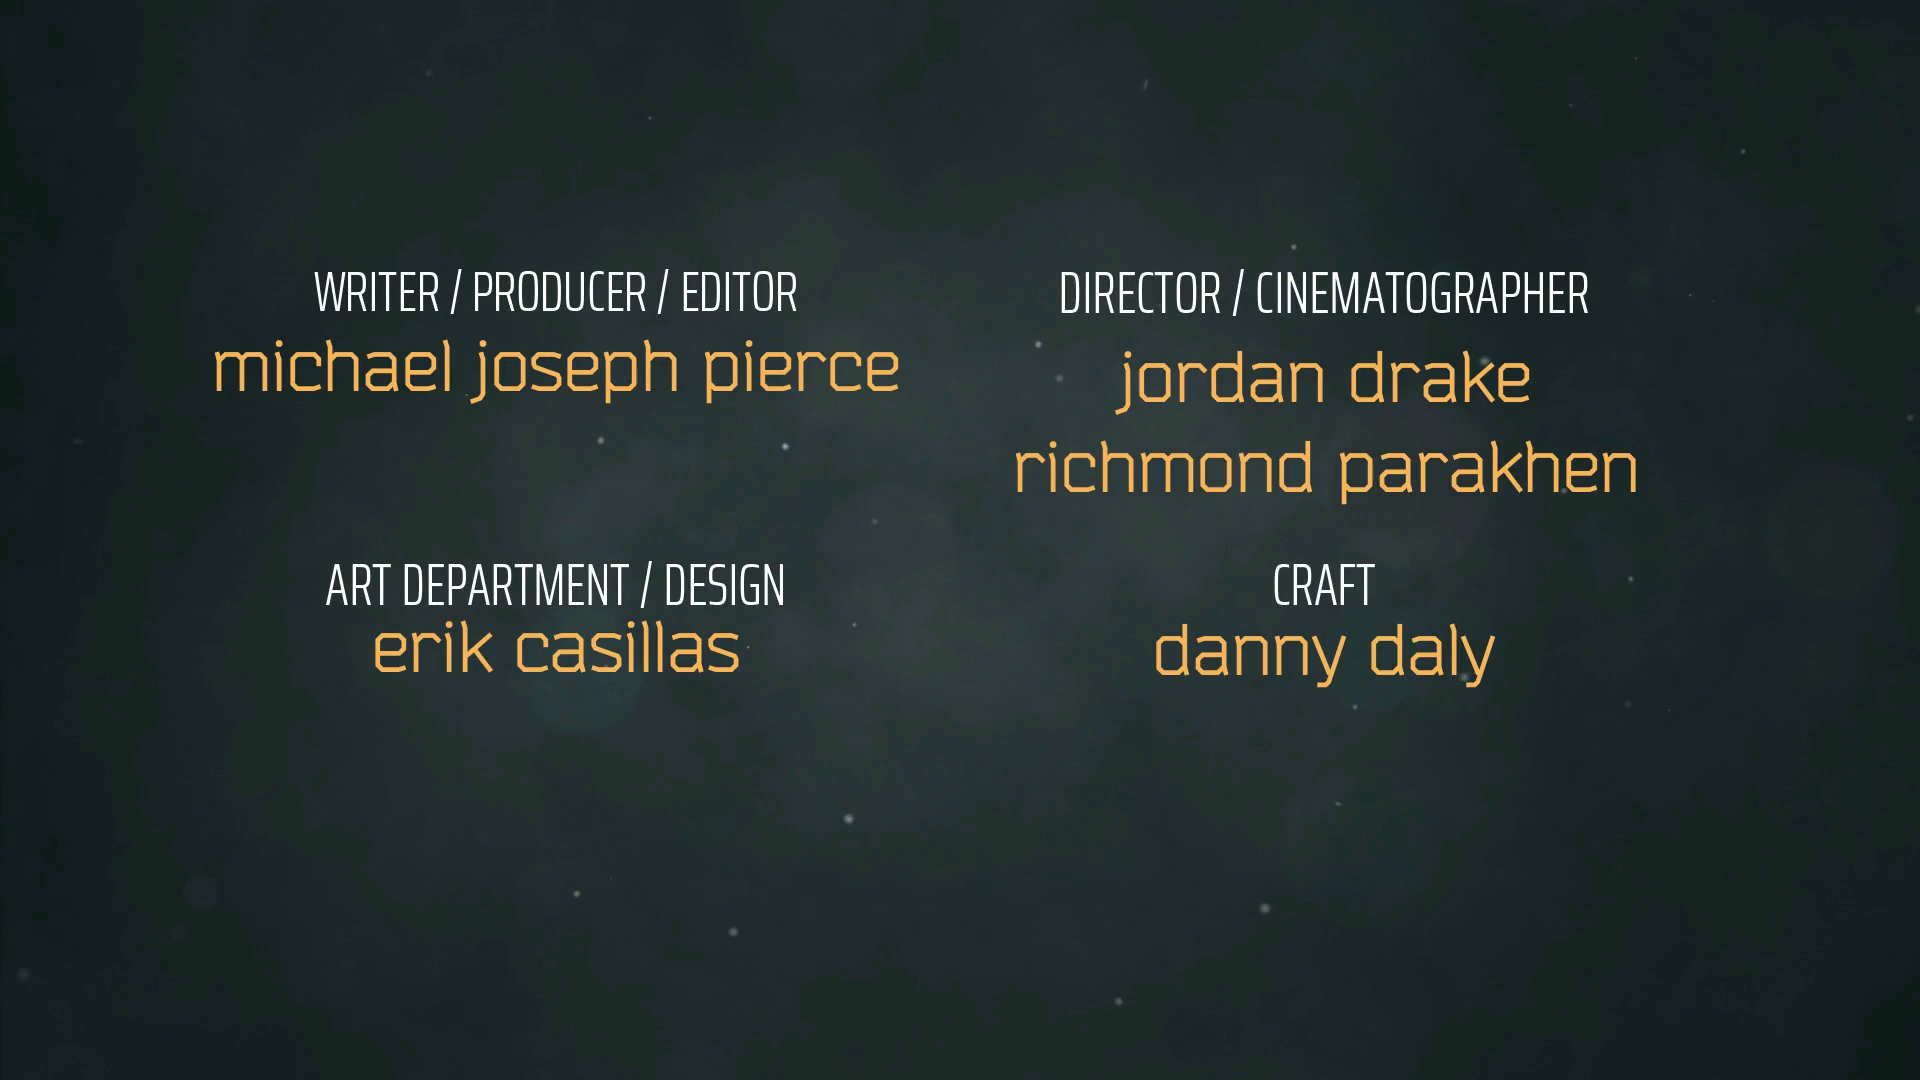 WRITER / PRODUCER / EDITOR
michael joseph pierce
DIRECTOR / CINEMATOGRAPHER
jordan drake
richmond parakhen
ART DEPARTMENT / DESIGN
erik casillas
CRAFT
danny daly